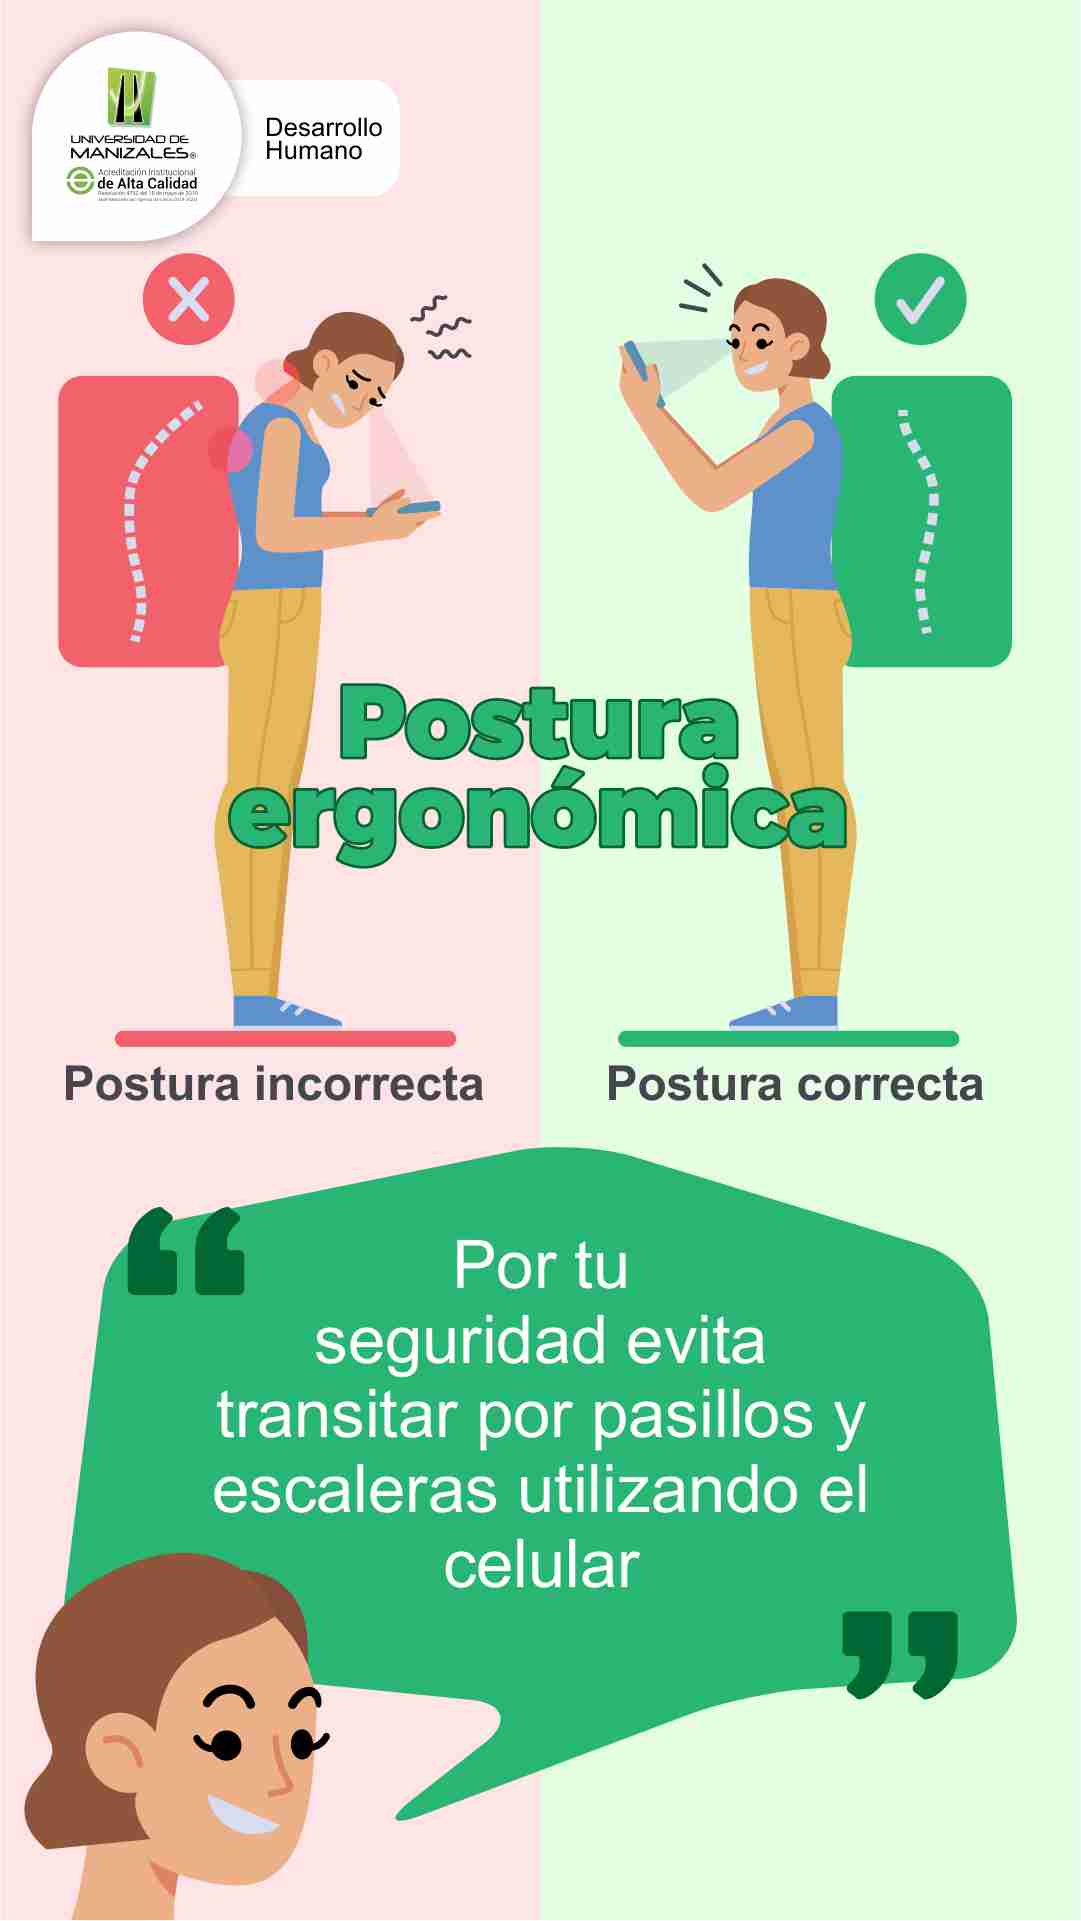 UNIVERSIDAD DE
MANIZALES®
Acreditación Institucional
de Alta Calidad
Desarrollo
Humano
Postura
ergonómica
Postura incorrecta
Postura correcta
“
Por tu
seguridad evita
transitar por pasillos y
escaleras utilizando el
celular
”